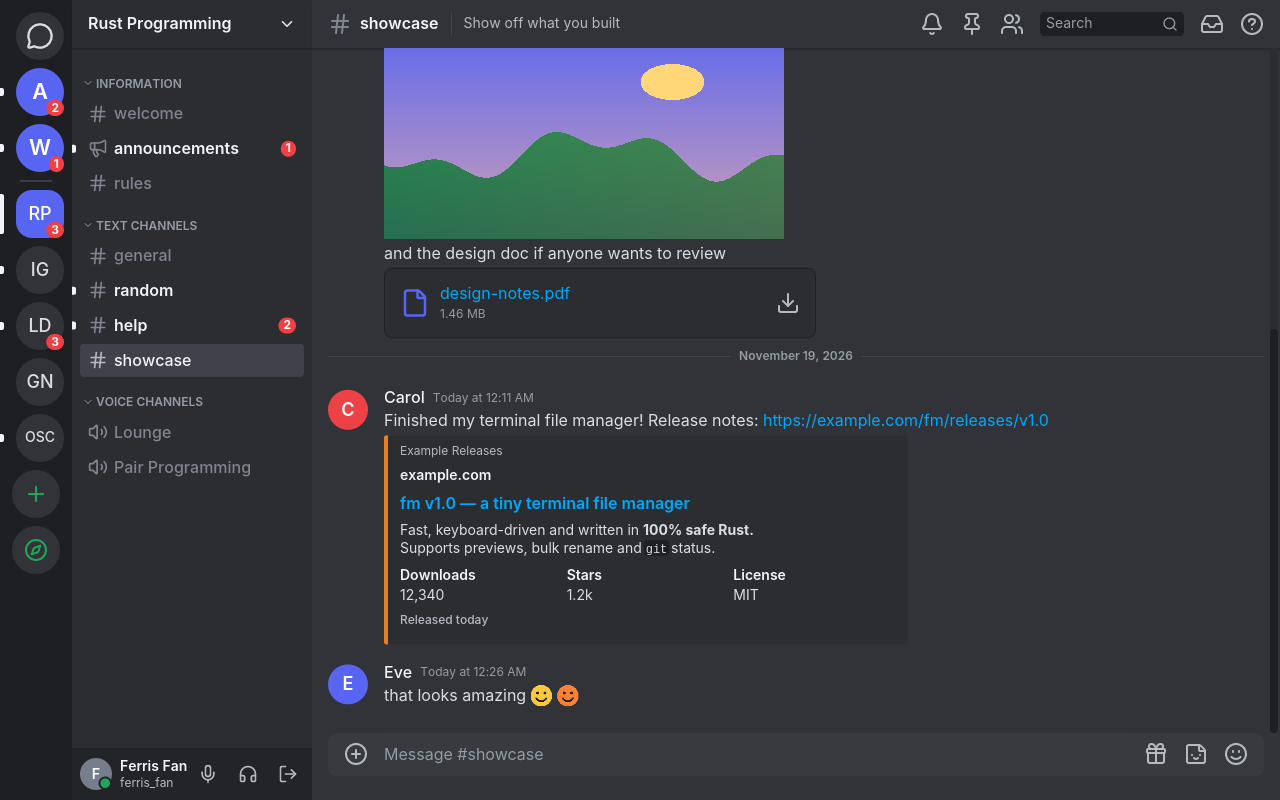 A
2
W
1
RP
3
IG
LD
3
GN
OSC
Rust Programming
INFORMATION
welcome
announcements
1
rules
TEXT CHANNELS
general
random
help
2
showcase
VOICE CHANNELS
Lounge
Pair Programming
F
Ferris Fan
ferris_fan
showcase
Show off what you built
Search
and the design doc if anyone wants to review
design-notes.pdf
1.46 MB
November 19, 2026
C
Carol Today at 12:11 AM
Finished my terminal file manager! Release notes: https://example.com/fm/releases/v1.0
Example Releases
example.com
fm v1.0 — a tiny terminal file manager
Fast, keyboard-driven and written in 100% safe Rust.
Supports previews, bulk rename and git status.
Downloads Stars License
12,340 1.2k MIT
Released today
E
Eve Today at 12:26 AM
that looks amazing
Message #showcase